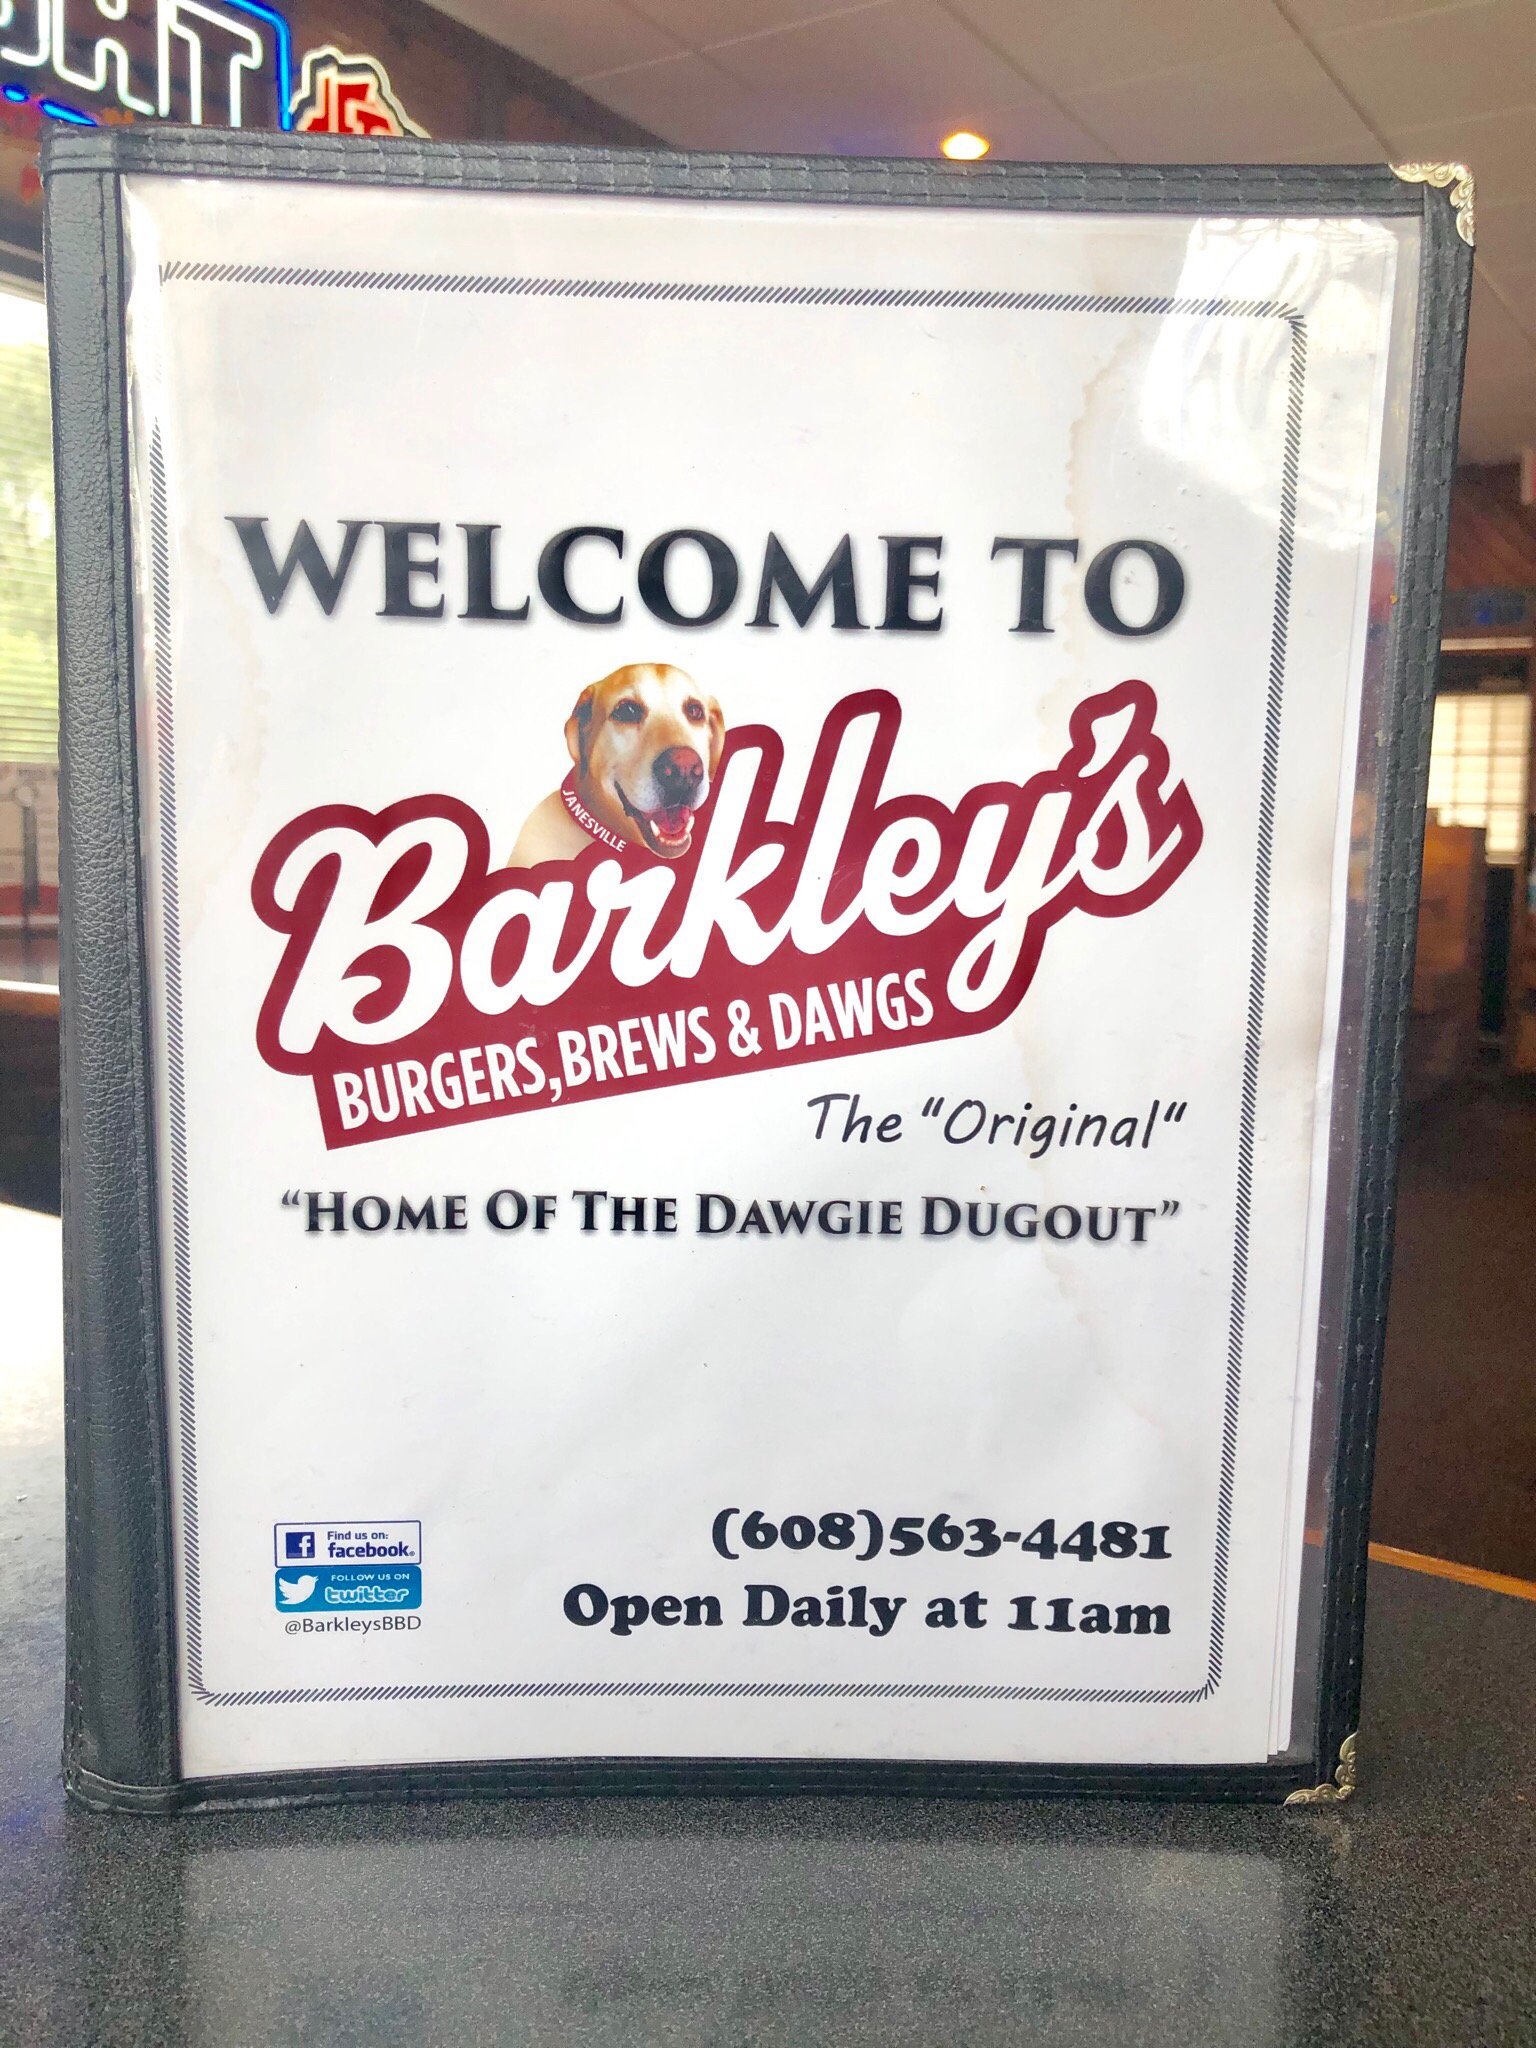 HT
WELCOME TO
JANESVILLE
Barkley's
BURGERS, BREWS & DAWGS
The "Original"
"HOME OF THE DAWGIE DUGOUT"
Find us on:
facebook.
FOLLOW US ON
twitter
@BarkleysBBD
(608)563-4481
Open Daily at 11am